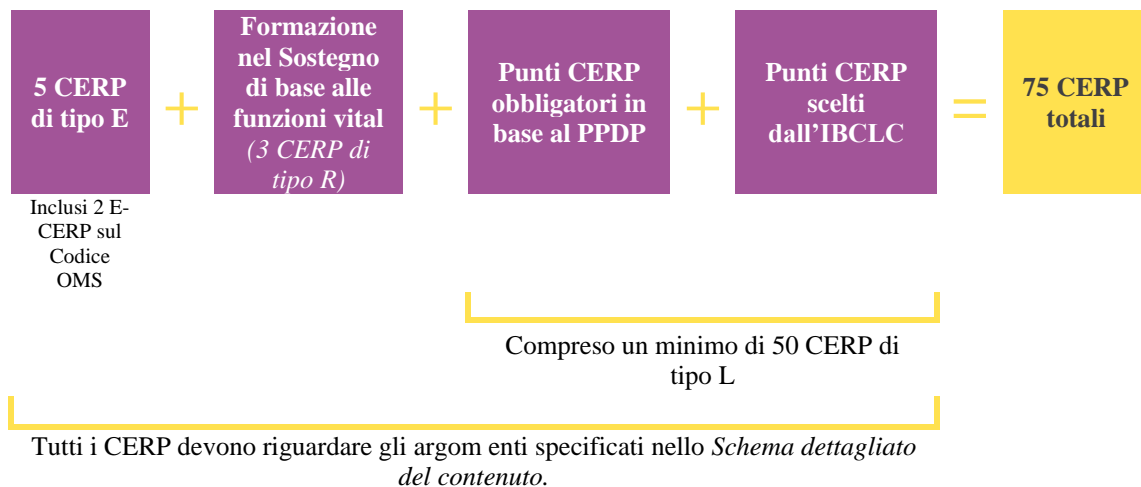 5 CERP
di tipo E
+
Formazione
nel Sostegno
di base alle
funzioni vital
(3 CERP di
tipo R)
+
Punti CERP
obbligatori in
base al PPDP
+
Punti CERP
scelti
dall'IBCLC
=
75 CERP
totali
Inclusi 2 E-
CERP sul
Codice
OMS
Compreso un minimo di 50 CERP di
tipo L
Tutti i CERP devono riguardare gli argom enti specificati nello Schema dettagliato
del contenuto.